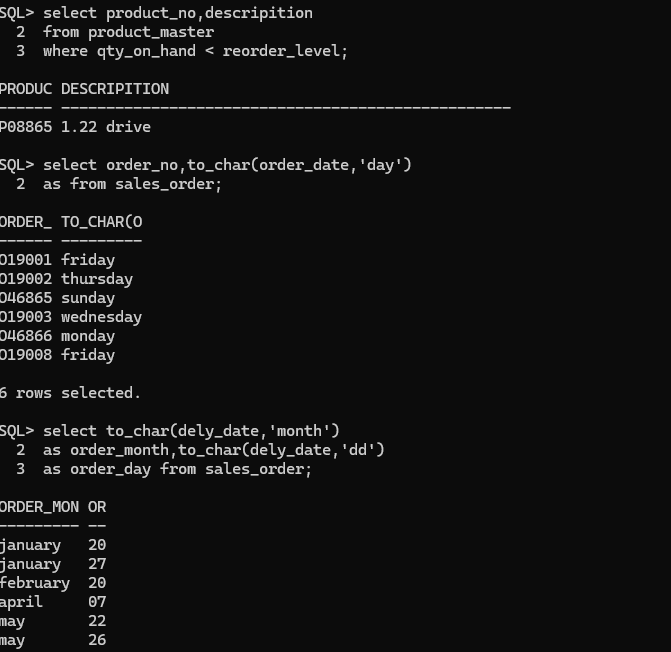 SQL> select product_no,descripition
  2  from product_master
  3  where qty_on_hand < reorder_level;
PRODUC DESCRIPITION
------ --------------------------------------------------
P08865 1.22 drive
SQL> select order_no,to_char(order_date,'day')
  2  as from sales_order;
ORDER_ TO_CHAR(O
------ ---------
O19001 friday
O19002 thursday
O46865 sunday
O19003 wednesday
O46866 monday
O19008 friday
6 rows selected.
SQL> select to_char(dely_date,'month')
  2  as order_month,to_char(dely_date,'dd')
  3  as order_day from sales_order;
ORDER_MON OR
--------- --
january   20
january   27
february  20
april     07
may       22
may       26